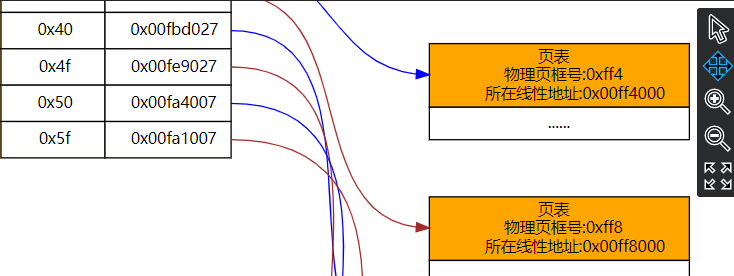 0x40 0x00fbd027
0x4f 0x00fe9027
0x50 0x00fa4007
0x5f 0x00fa1007
页表
物理页框号:0xff4
所在线性地址:0x00ff4000
......
页表
物理页框号:0xff8
所在线性地址:0x00ff8000